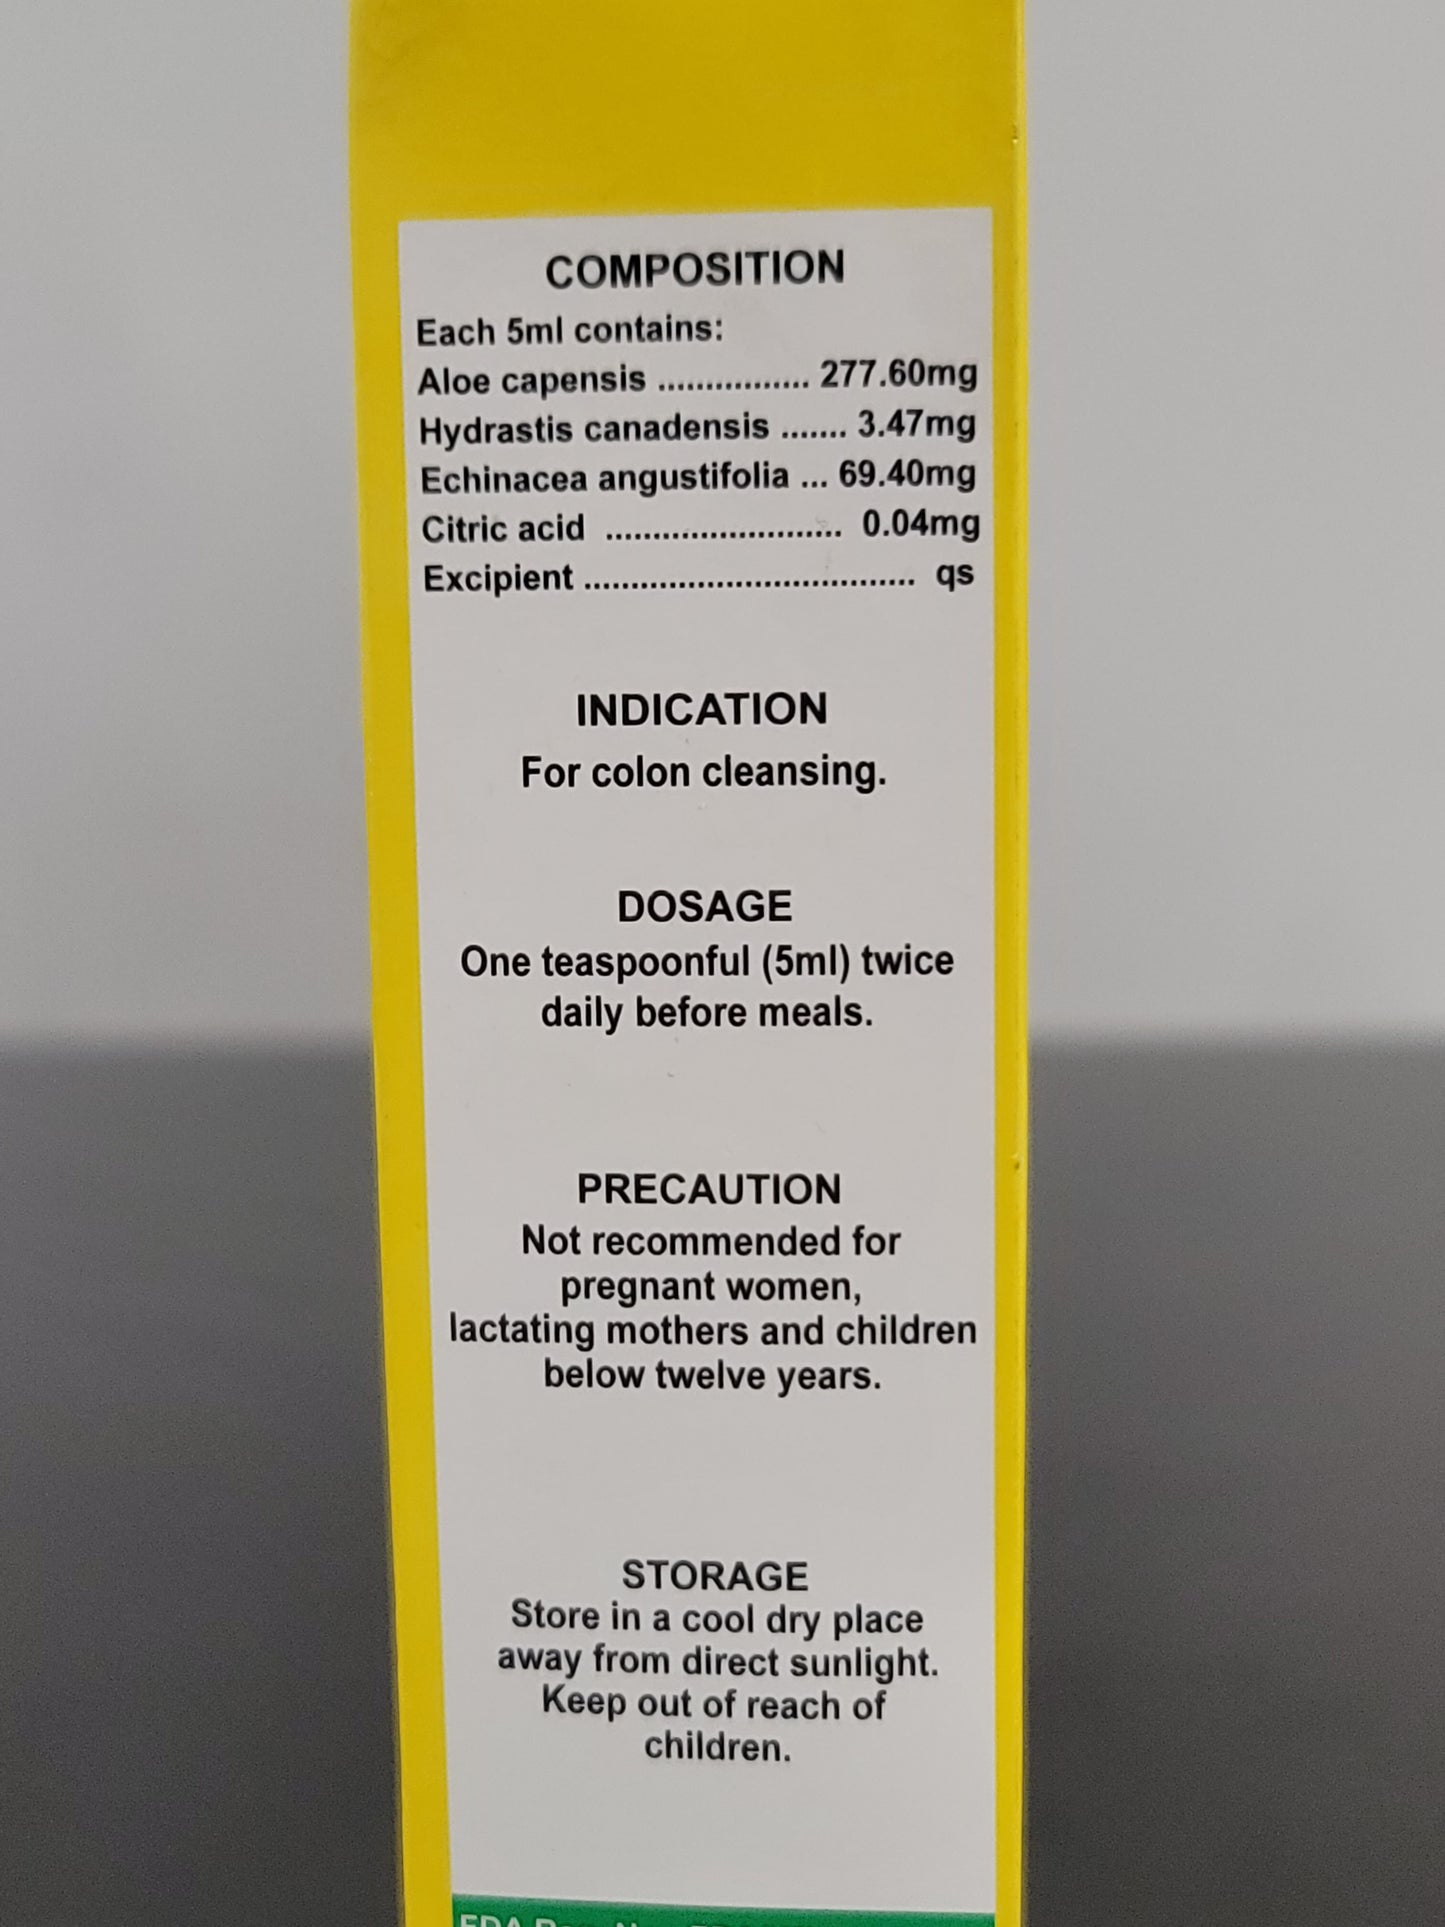 COMPOSITION
Each 5ml contains:
Aloe capensis ................ 277.60mg
Hydrastis canadensis ....... 3.47mg
Echinacea angustifolia ... 69.40mg
Citric acid ......................... 0.04mg
Excipient ................................... qs
INDICATION
For colon cleansing.
DOSAGE
One teaspoonful (5ml) twice
daily before meals.
PRECAUTION
Not recommended for
pregnant women,
lactating mothers and children
below twelve years.
STORAGE
Store in a cool dry place
away from direct sunlight.
Keep out of reach of
children.